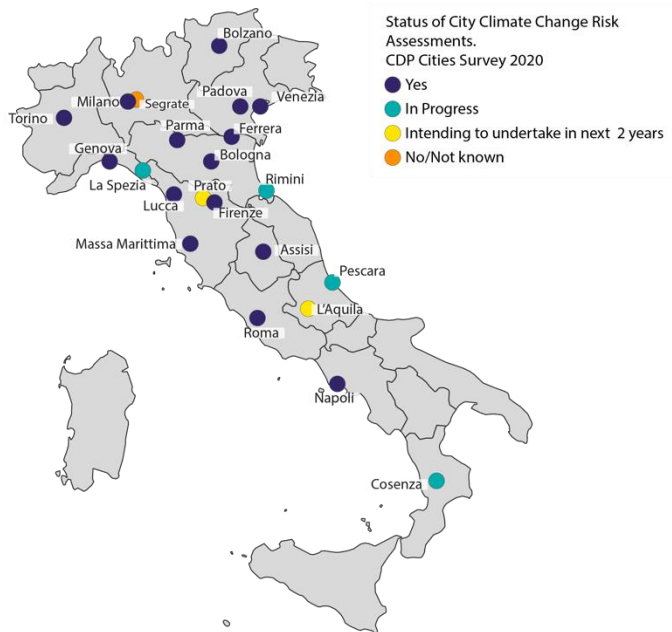 Status of City Climate Change Risk
Assessments.
CDP Cities Survey 2020
Yes
In Progress
Intending to undertake in next 2 years
No/Not known
Bolzano
Padova
Venezia
Milano
Segrate
Torino
Parma
Ferrera
Genova
Bologna
La Spezia
Prato
Rimini
Lucca
Firenze
Massa Marittima
Assisi
Pescara
L'Aquila
Roma
Napoli
Cosenza